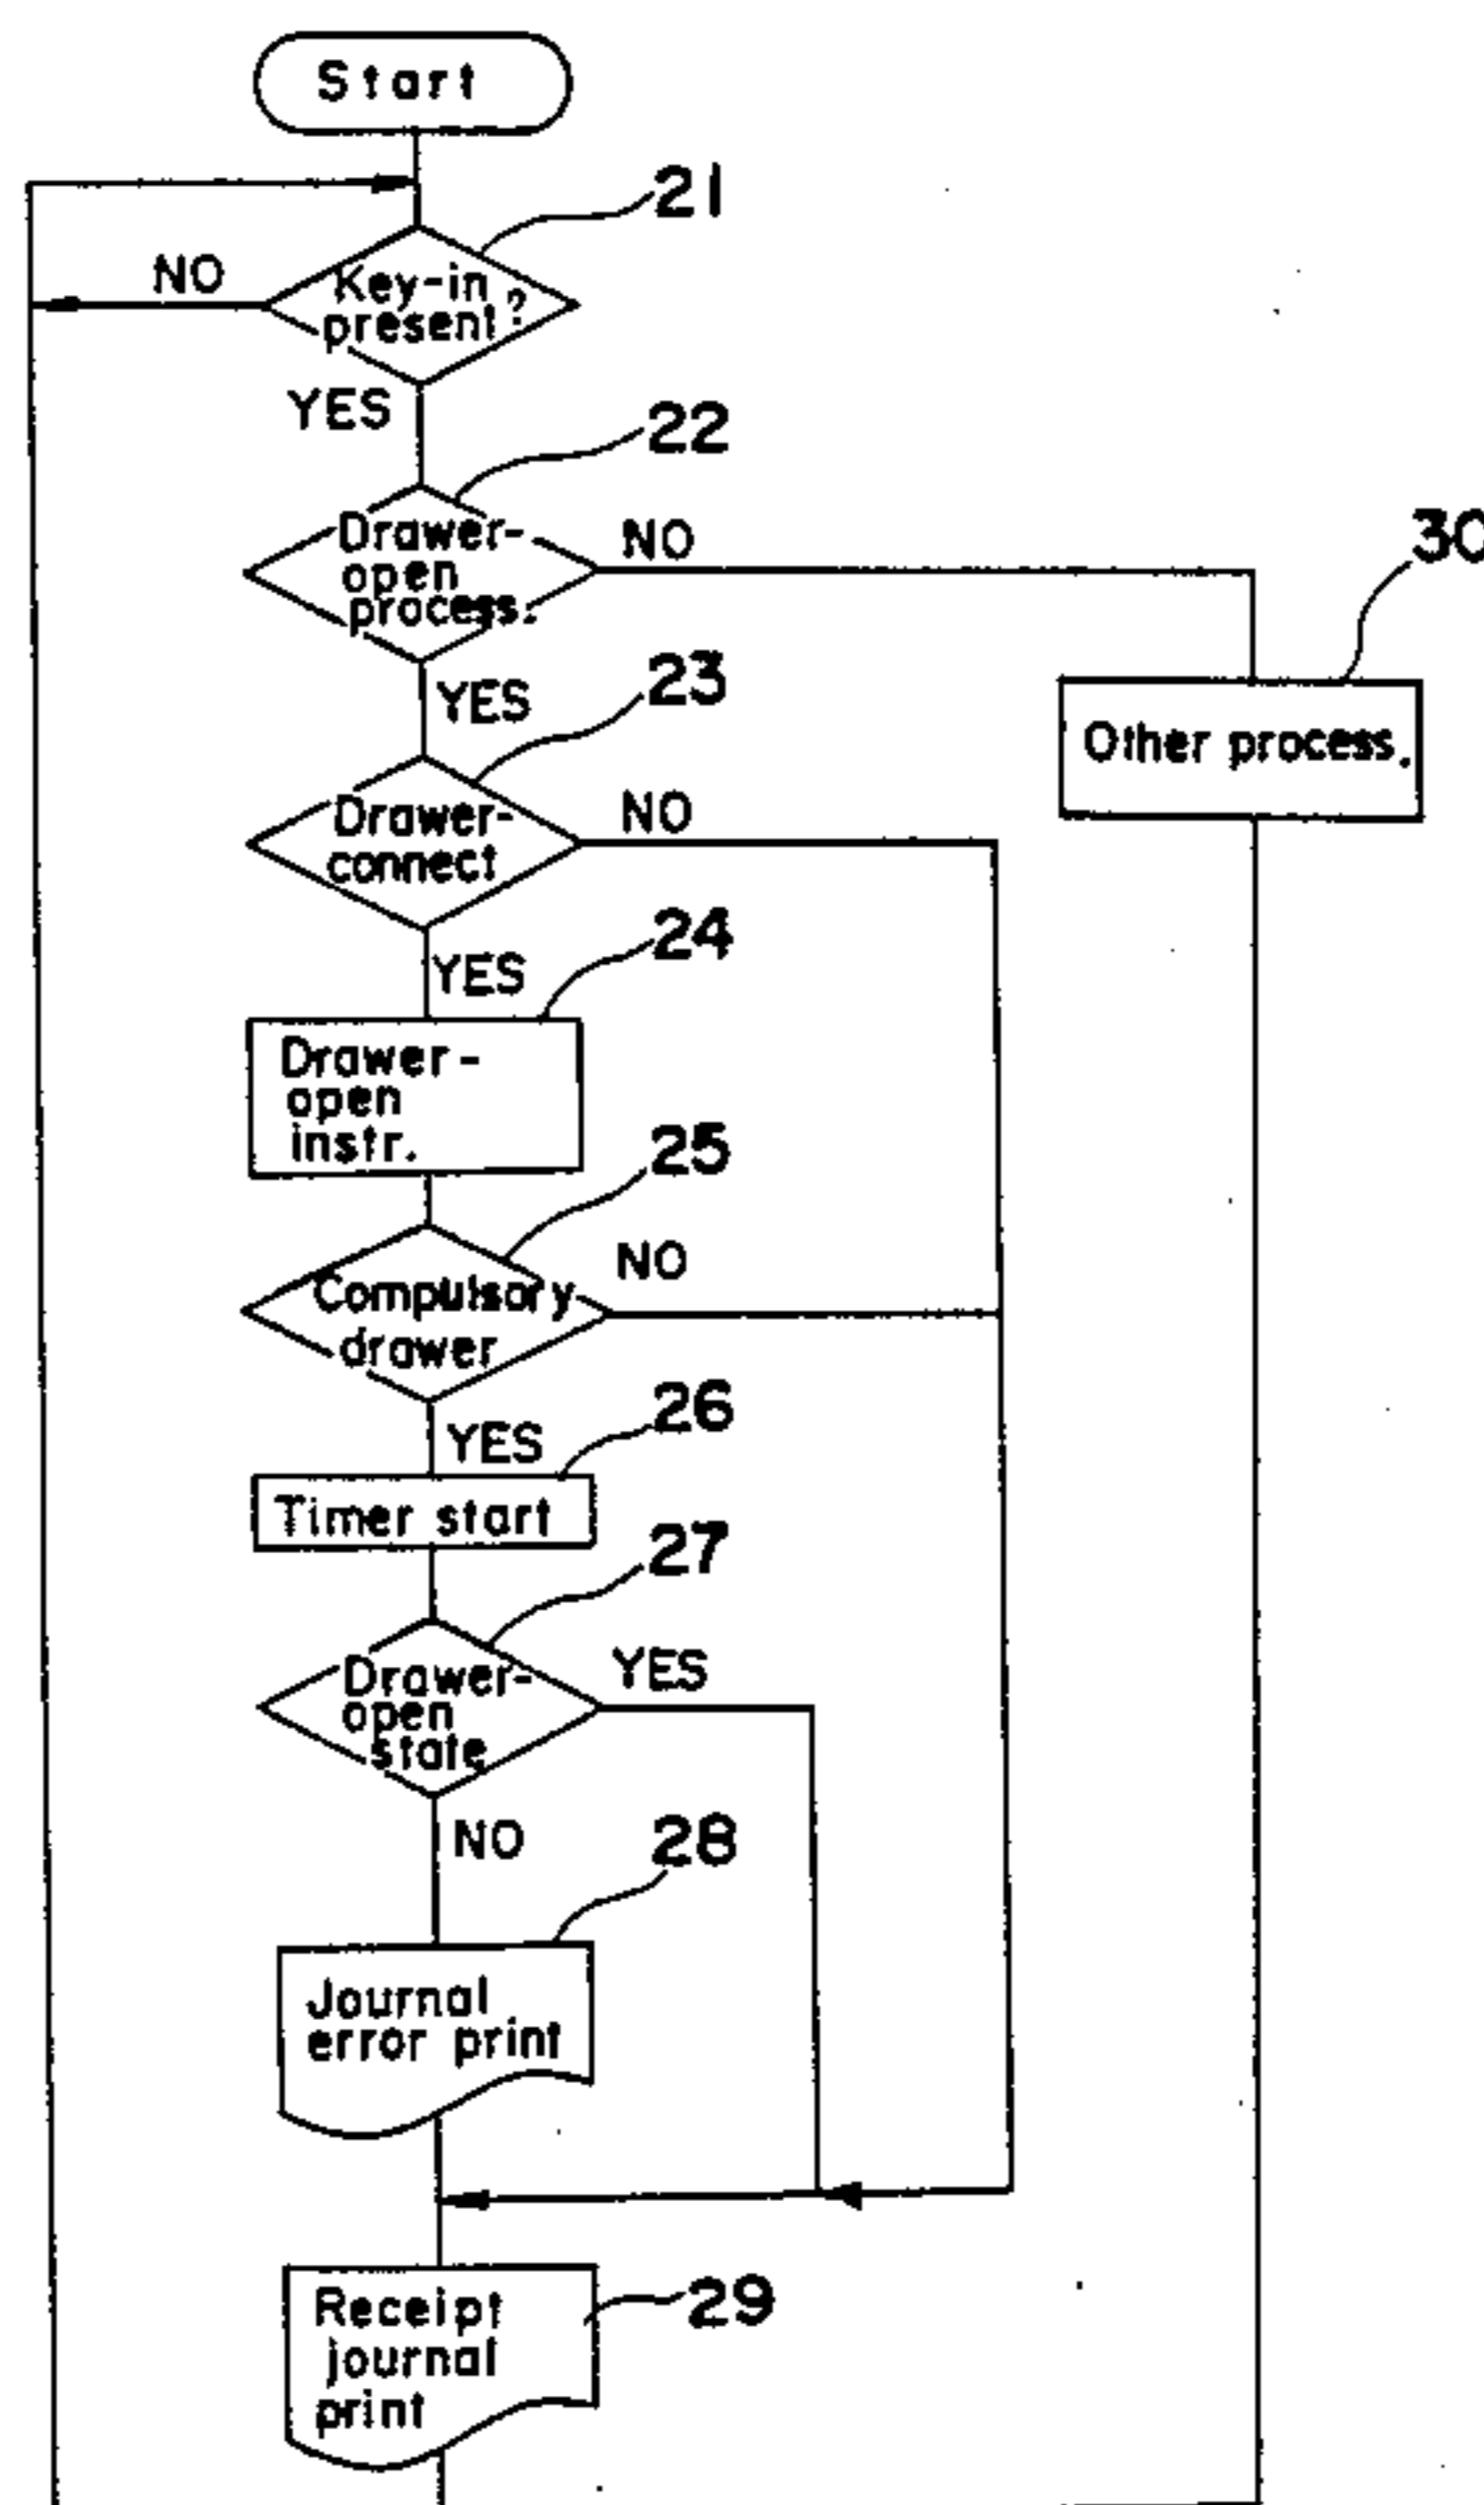 Start
21
NO
Key-in
present?
YES
22
Drawer-
open
process.
NO
30
YES
23
Other process.
Drawer-
connect
NO
YES
24
Drawer-
open
instr.
25
Compulsory
drawer
NO
YES
26
Timer start
27
Drawer-
open
state
YES
NO
28
Journal
error print
Receipt
journal
print
29